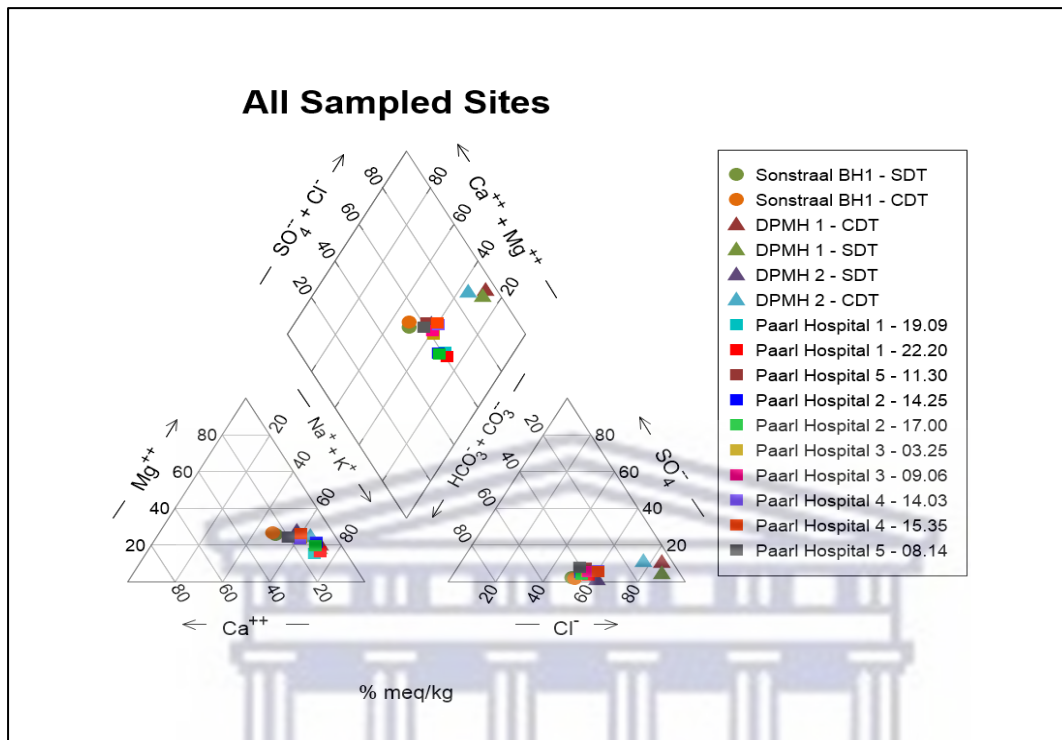 All Sampled Sites
SO₄⁻⁻ + Cl⁻
Ca⁺⁺ + Mg⁺⁺
80
80
60
60
40
40
20
20
Mg⁺⁺
Na⁺ + K⁺
HCO₃⁻ + CO₃⁻
SO₄⁻
80
60
40
20
20
40
60
80
80
60
40
20
20
40
60
80
80
60
40
20
20
40
60
80
Ca⁺⁺
Cl⁻
% meq/kg
Sonstraal BH1 - SDT
Sonstraal BH1 - CDT
DPMH 1 - CDT
DPMH 1 - SDT
DPMH 2 - SDT
DPMH 2 - CDT
Paarl Hospital 1 - 19.09
Paarl Hospital 1 - 22.20
Paarl Hospital 5 - 11.30
Paarl Hospital 2 - 14.25
Paarl Hospital 2 - 17.00
Paarl Hospital 3 - 03.25
Paarl Hospital 3 - 09.06
Paarl Hospital 4 - 14.03
Paarl Hospital 4 - 15.35
Paarl Hospital 5 - 08.14